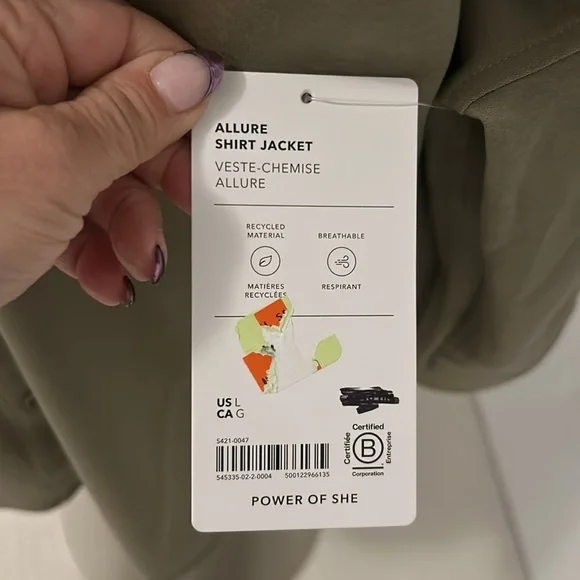 ALLURE
SHIRT JACKET
VESTE-CHEMISE
ALLURE
RECYCLED
MATERIAL
BREATHABLE
MATIÈRES
RECYCLÉES
RESPIRANT
US L
CA G
S421-0047
545335-02-2-0004 500122966135
Certified
Certifiée
B
Entreprise
Corporation
POWER OF SHE